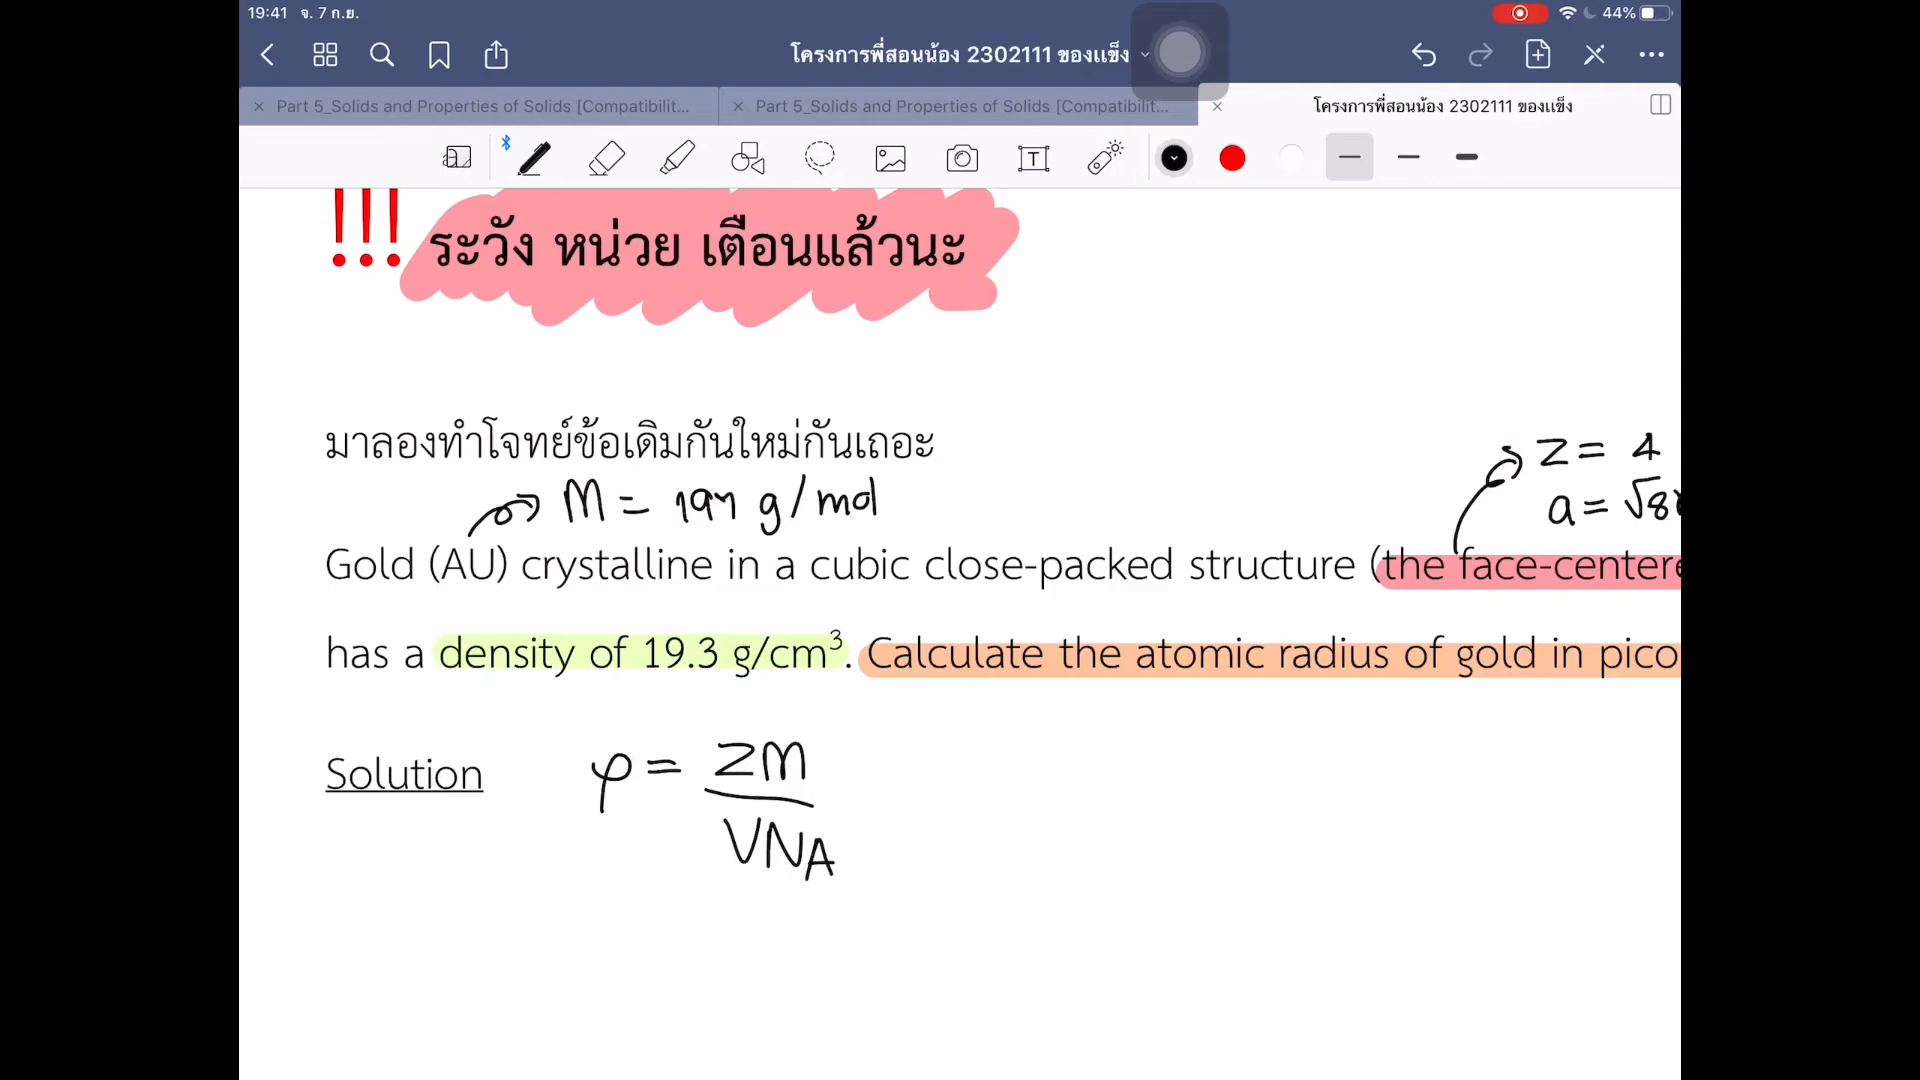 19:41 จ. 7 ก.ย. 44%
โครงการพี่สอนน้อง 2302111 ของแข็ง
Part 5_Solids and Properties of Solids [Compatibilit... Part 5_Solids and Properties of Solids [Compatibilit... โครงการพี่สอนน้อง 2302111 ของแข็ง
!!! ระวัง หน่วย เตือนแล้วนะ
มาลองทำโจทย์ข้อเดิมกันใหม่กันเถอะ
Z = 4
M = 197 g/mol a = √8
Gold (AU) crystalline in a cubic close-packed structure (the face-centere
has a density of 19.3 g/cm³. Calculate the atomic radius of gold in pico
Solution ρ = ZM
VNA